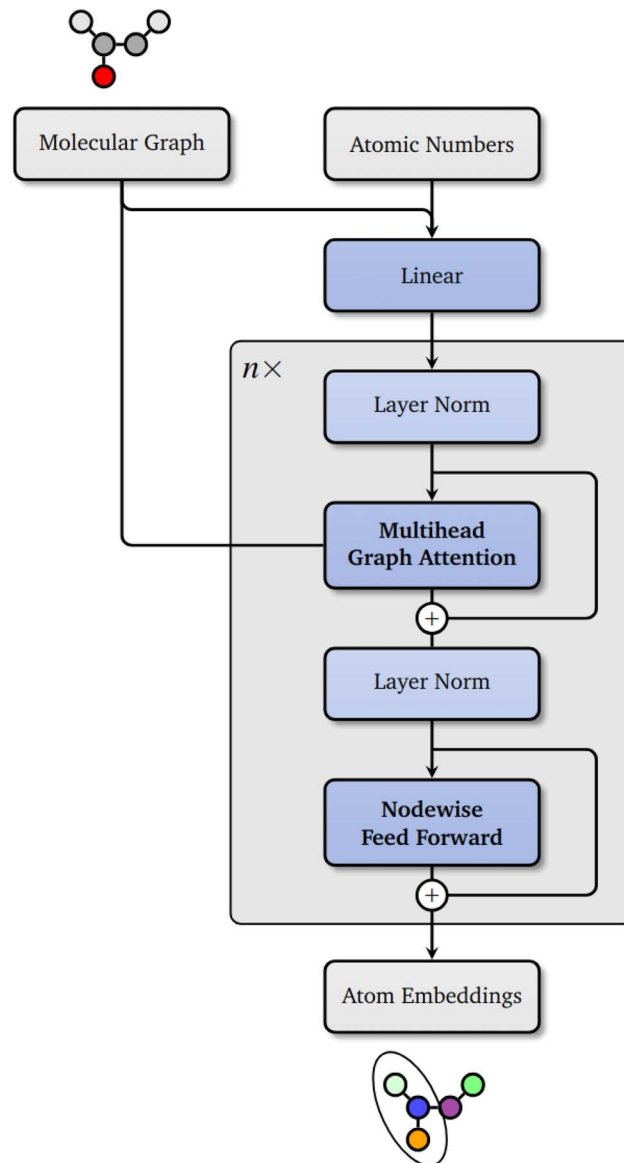 Molecular Graph
Atomic Numbers
Linear
n×
Layer Norm
Multihead
Graph Attention
+
Layer Norm
Nodewise
Feed Forward
+
Atom Embeddings